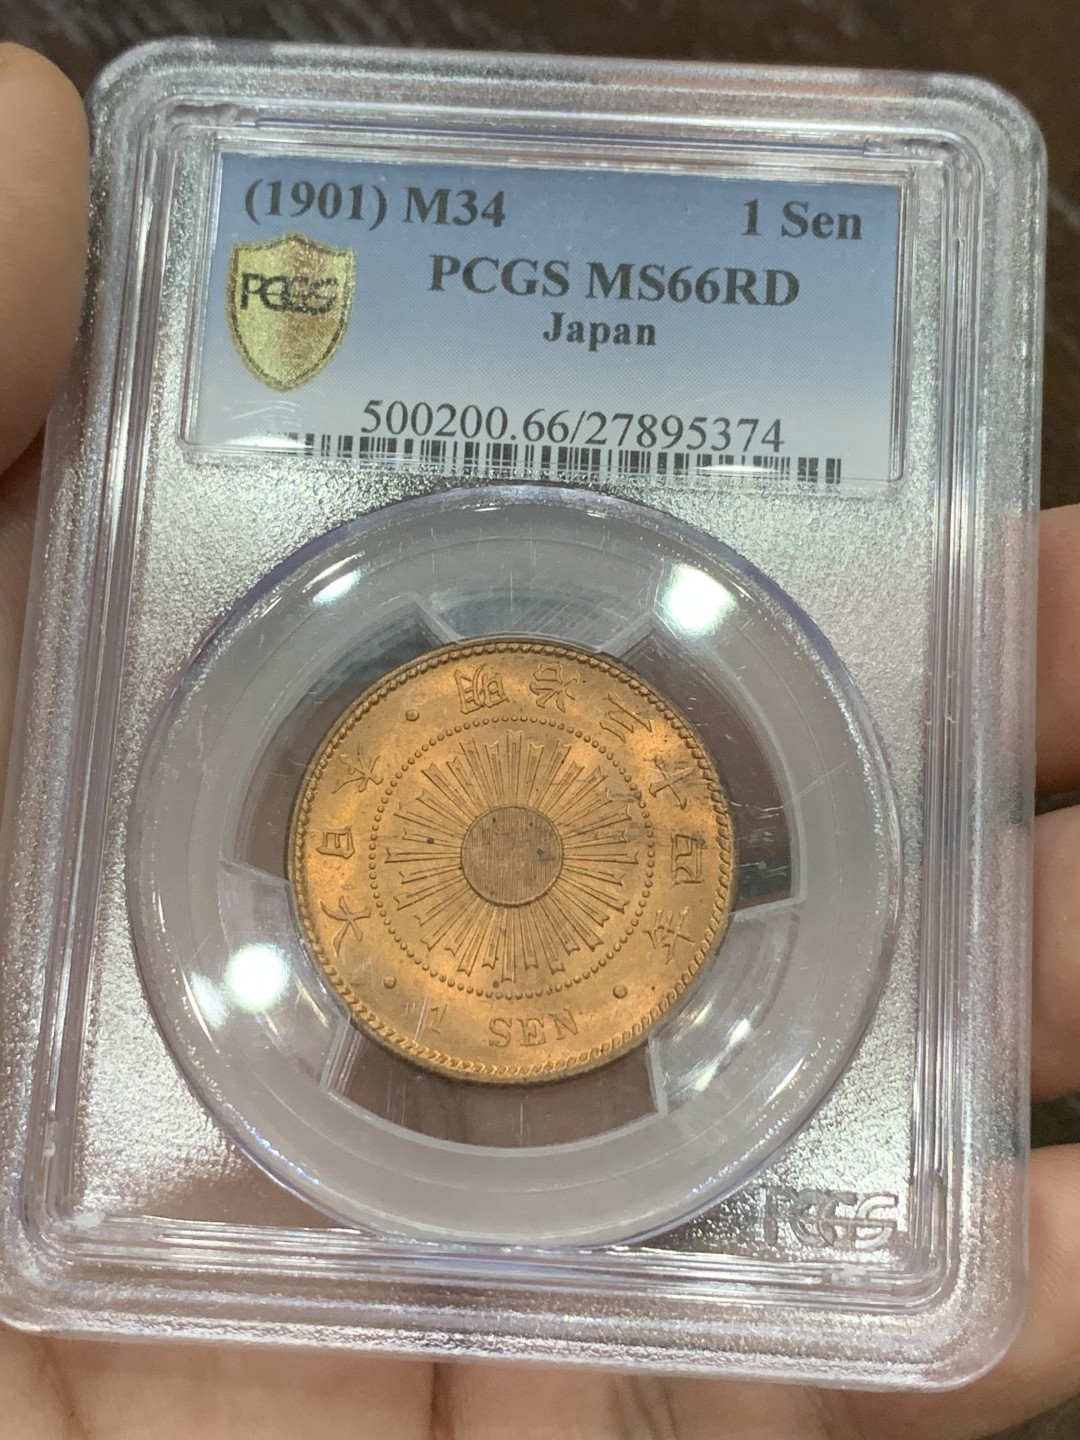 (1901) M34 1 Sen
PCGS
PCGS MS66RD
Japan
500200.66/27895374
明治三十四年
大日本
1 SEN
PCGS